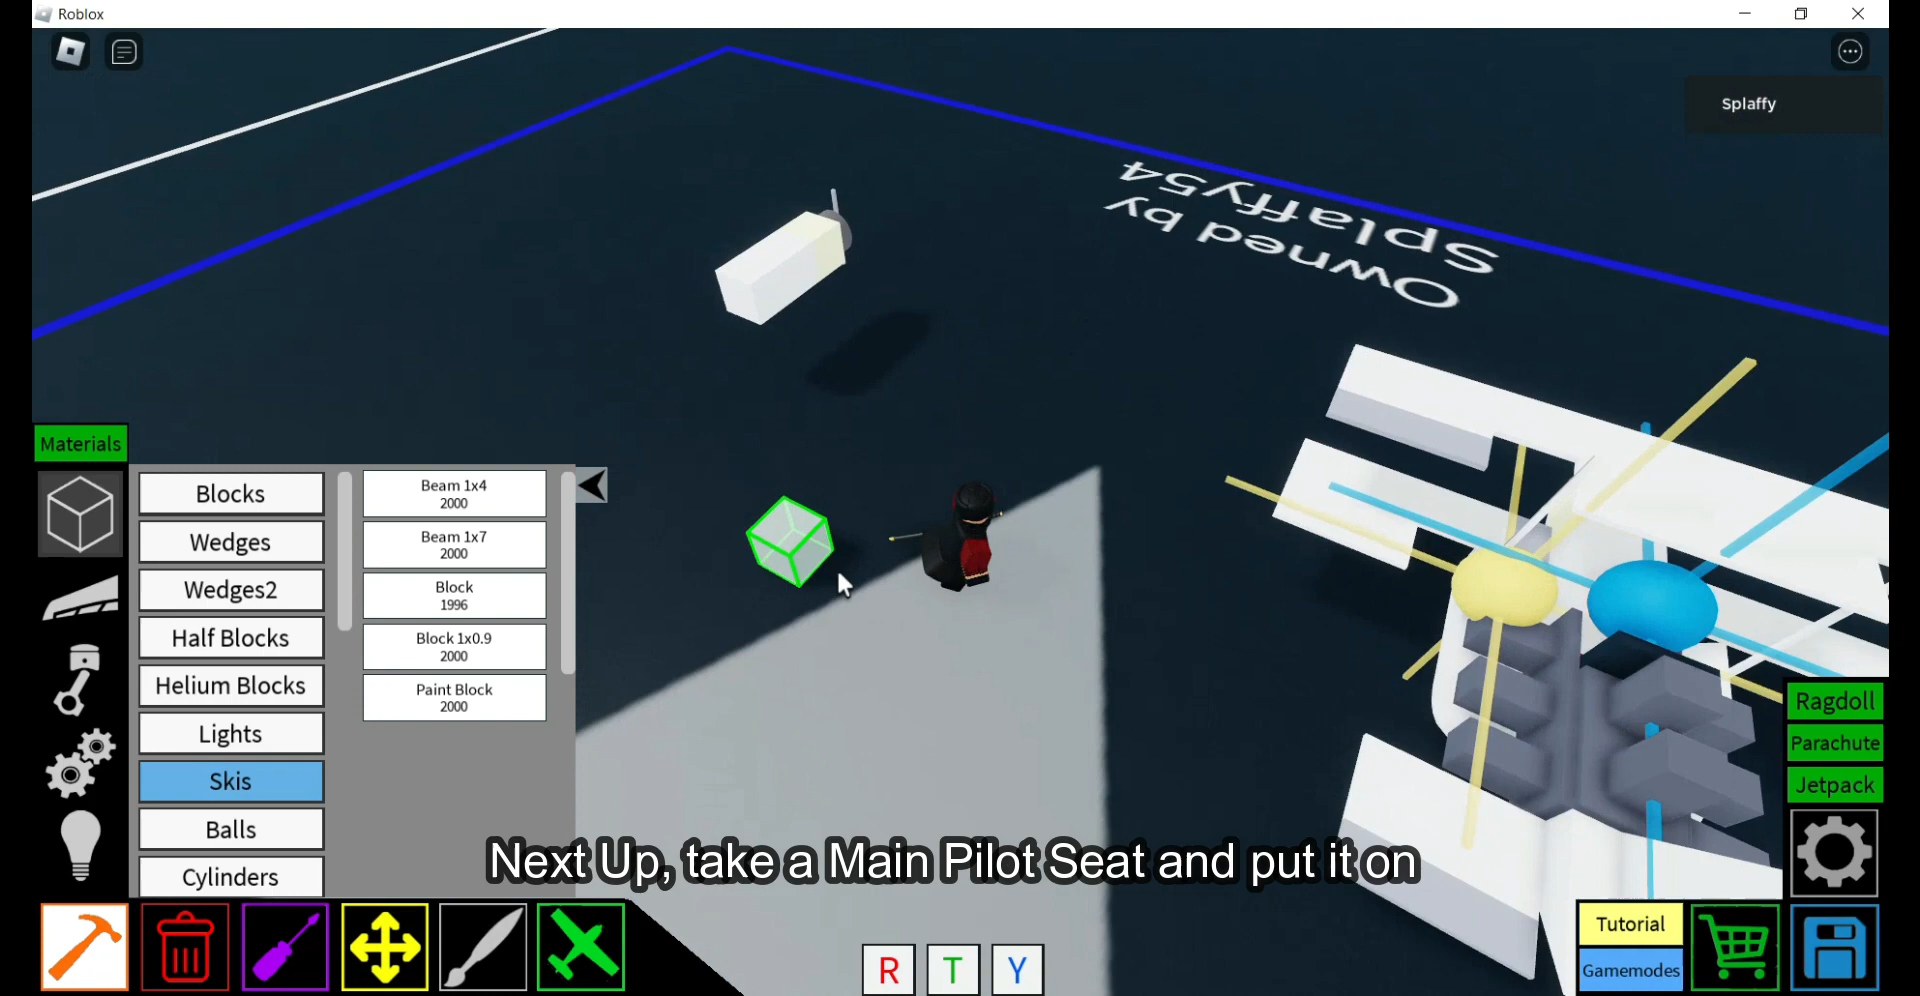 Roblox
Splaffy
Owned by
Splaffy54
Materials
Blocks
Wedges
Wedges2
Half Blocks
Helium Blocks
Lights
Skis
Balls
Cylinders
Beam 1x4
2000
Beam 1x7
2000
Block
1996
Block 1x0.9
2000
Paint Block
2000
Ragdoll
Parachute
Jetpack
Next Up, take a Main Pilot Seat and put it on
R T Y
Tutorial
Gamemodes